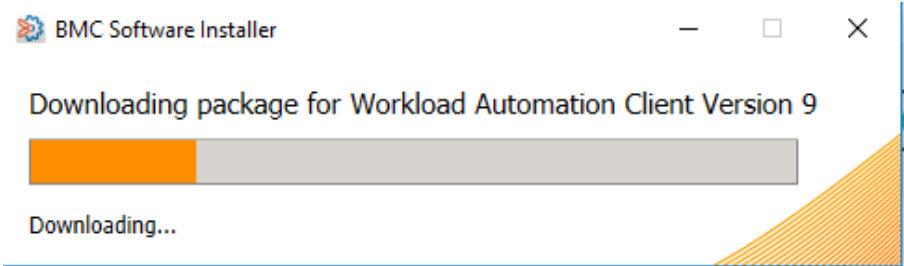 BMC Software Installer
Downloading package for Workload Automation Client Version 9
Downloading...